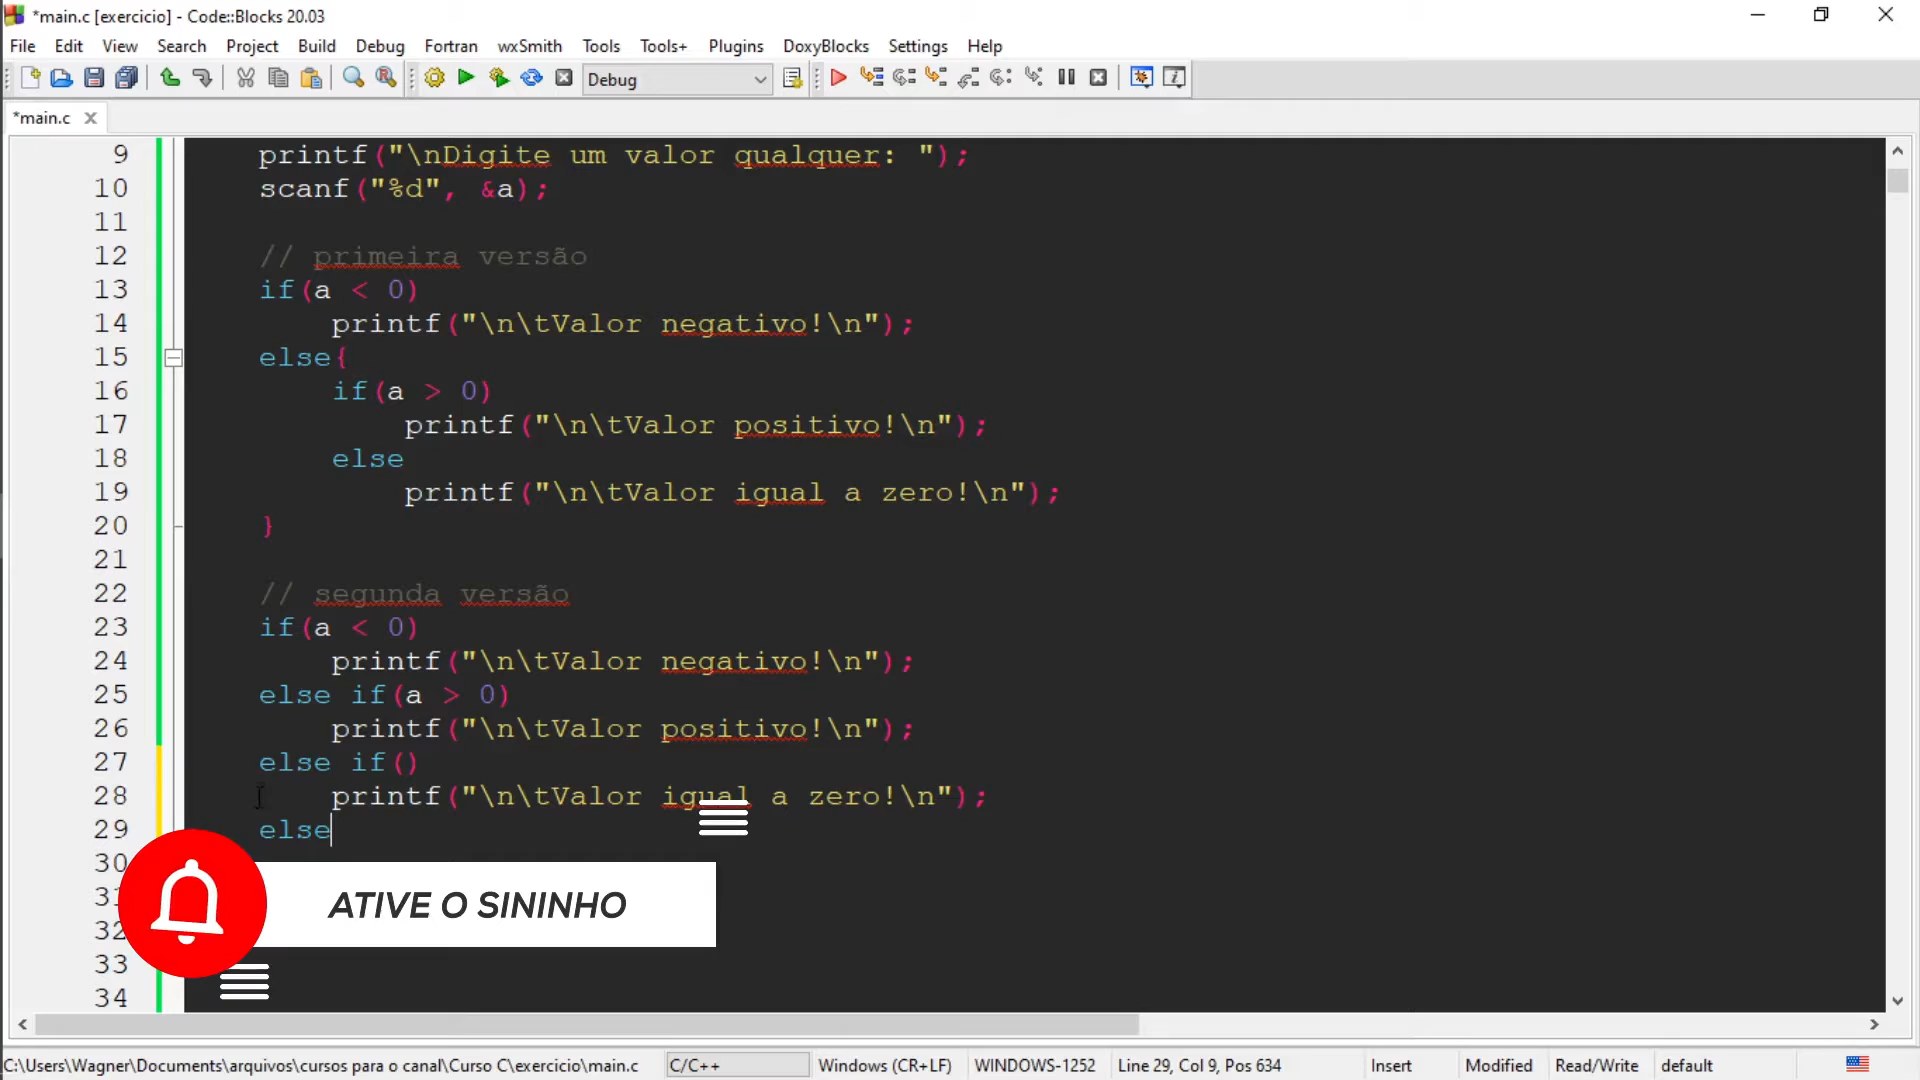 *main.c [exercicio] - Code::Blocks 20.03
File Edit View Search Project Build Debug Fortran wxSmith Tools Tools+ Plugins DoxyBlocks Settings Help
Debug
*main.c
9 printf("\nDigite um valor qualquer: ");
10 scanf("%d", &a);
11
12 // primeira versão
13 if(a < 0)
14 printf("\n\tValor negativo!\n");
15 else{
16 if(a > 0)
17 printf("\n\tValor positivo!\n");
18 else
19 printf("\n\tValor igual a zero!\n");
20 }
21
22 // segunda versão
23 if(a < 0)
24 printf("\n\tValor negativo!\n");
25 else if(a > 0)
26 printf("\n\tValor positivo!\n");
27 else if()
28 printf("\n\tValor igual a zero!\n");
29 else
30
31
ATIVE O SININHO
32
33
34
C:\Users\Wagner\Documents\arquivos\cursos para o canal\Curso C\exercicio\main.c C/C++ Windows (CR+LF) WINDOWS-1252 Line 29, Col 9, Pos 634 Insert Modified Read/Write default